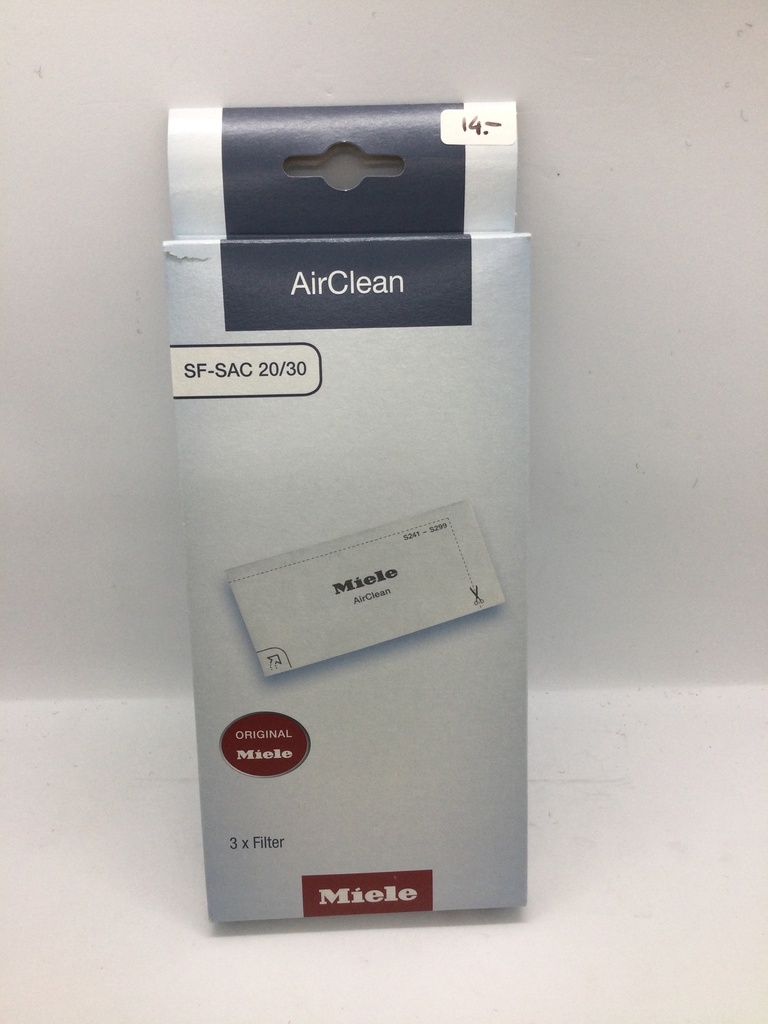 14.-
AirClean
SF-SAC 20/30
S241 - S299
Miele
AirClean
ORIGINAL
Miele
3 x Filter
Miele